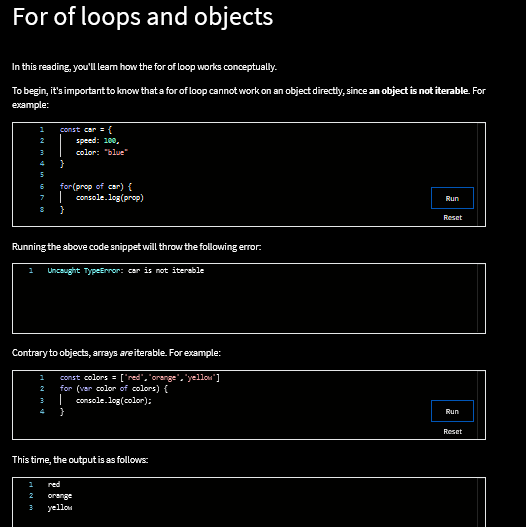 For of loops and objects
In this reading, you'll learn how the for of loop works conceptually.
To begin, it's important to know that a for of loop cannot work on an object directly, since an object is not iterable. For
example:
1 const car = {
2 speed: 100,
3 color: "blue"
4 }
5
6 for(prop of car) {
7 console.log(prop)
8 }
Run
Reset
Running the above code snippet will throw the following error:
1 Uncaught TypeError: car is not iterable
Contrary to objects, arrays are iterable. For example:
1 const colors = ['red','orange','yellow']
2 for (var color of colors) {
3 console.log(color);
4 }
Run
Reset
This time, the output is as follows:
1 red
2 orange
3 yellow